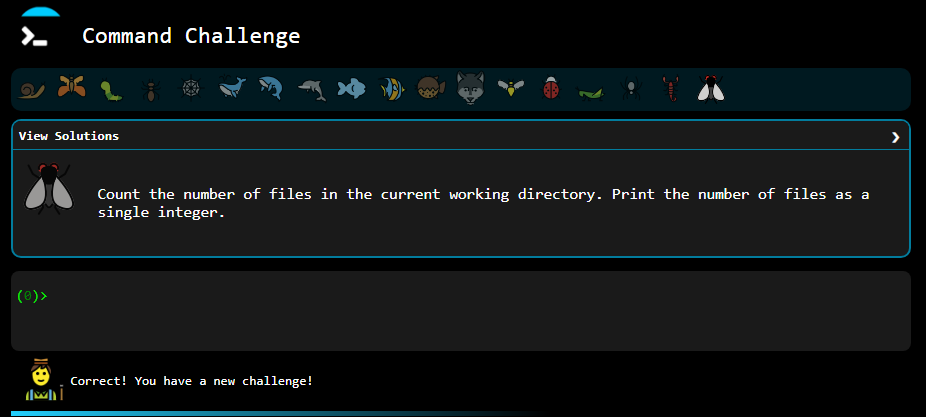 Command Challenge
View Solutions
Count the number of files in the current working directory. Print the number of files as a
single integer.
(0)>
Correct! You have a new challenge!